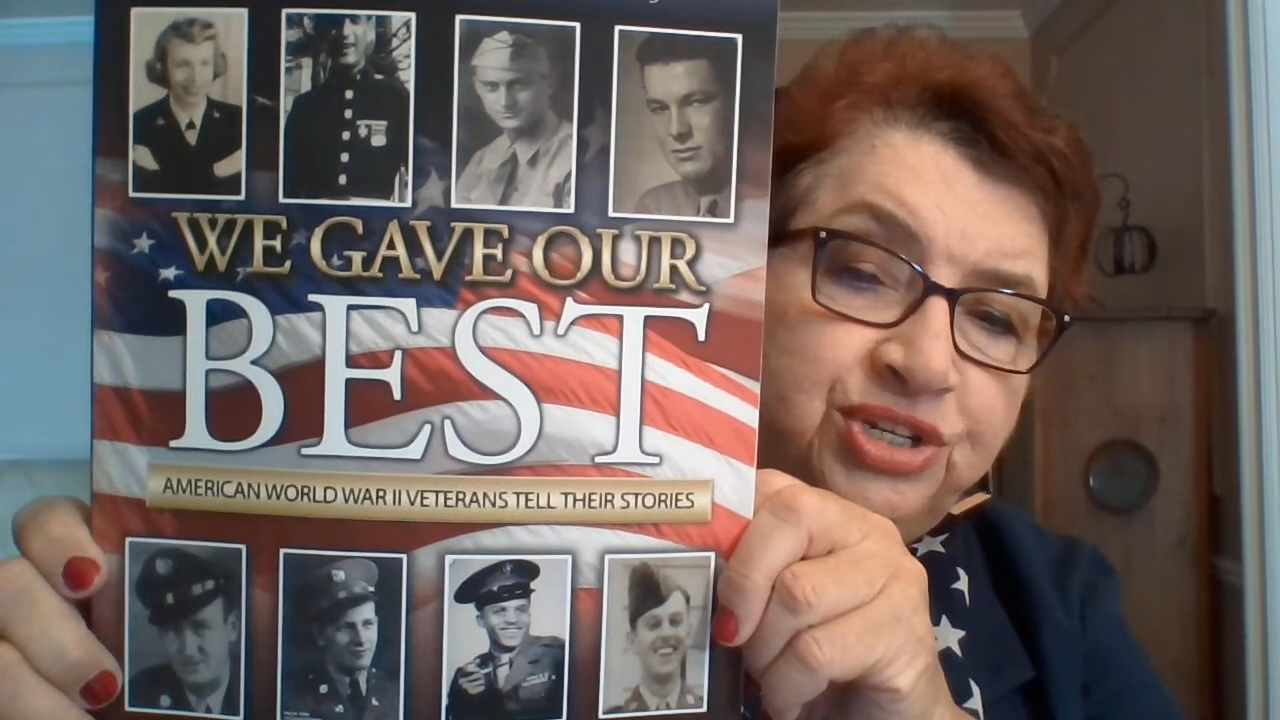 WE GAVE OUR
BEST
AMERICAN WORLD WAR II VETERANS TELL THEIR STORIES